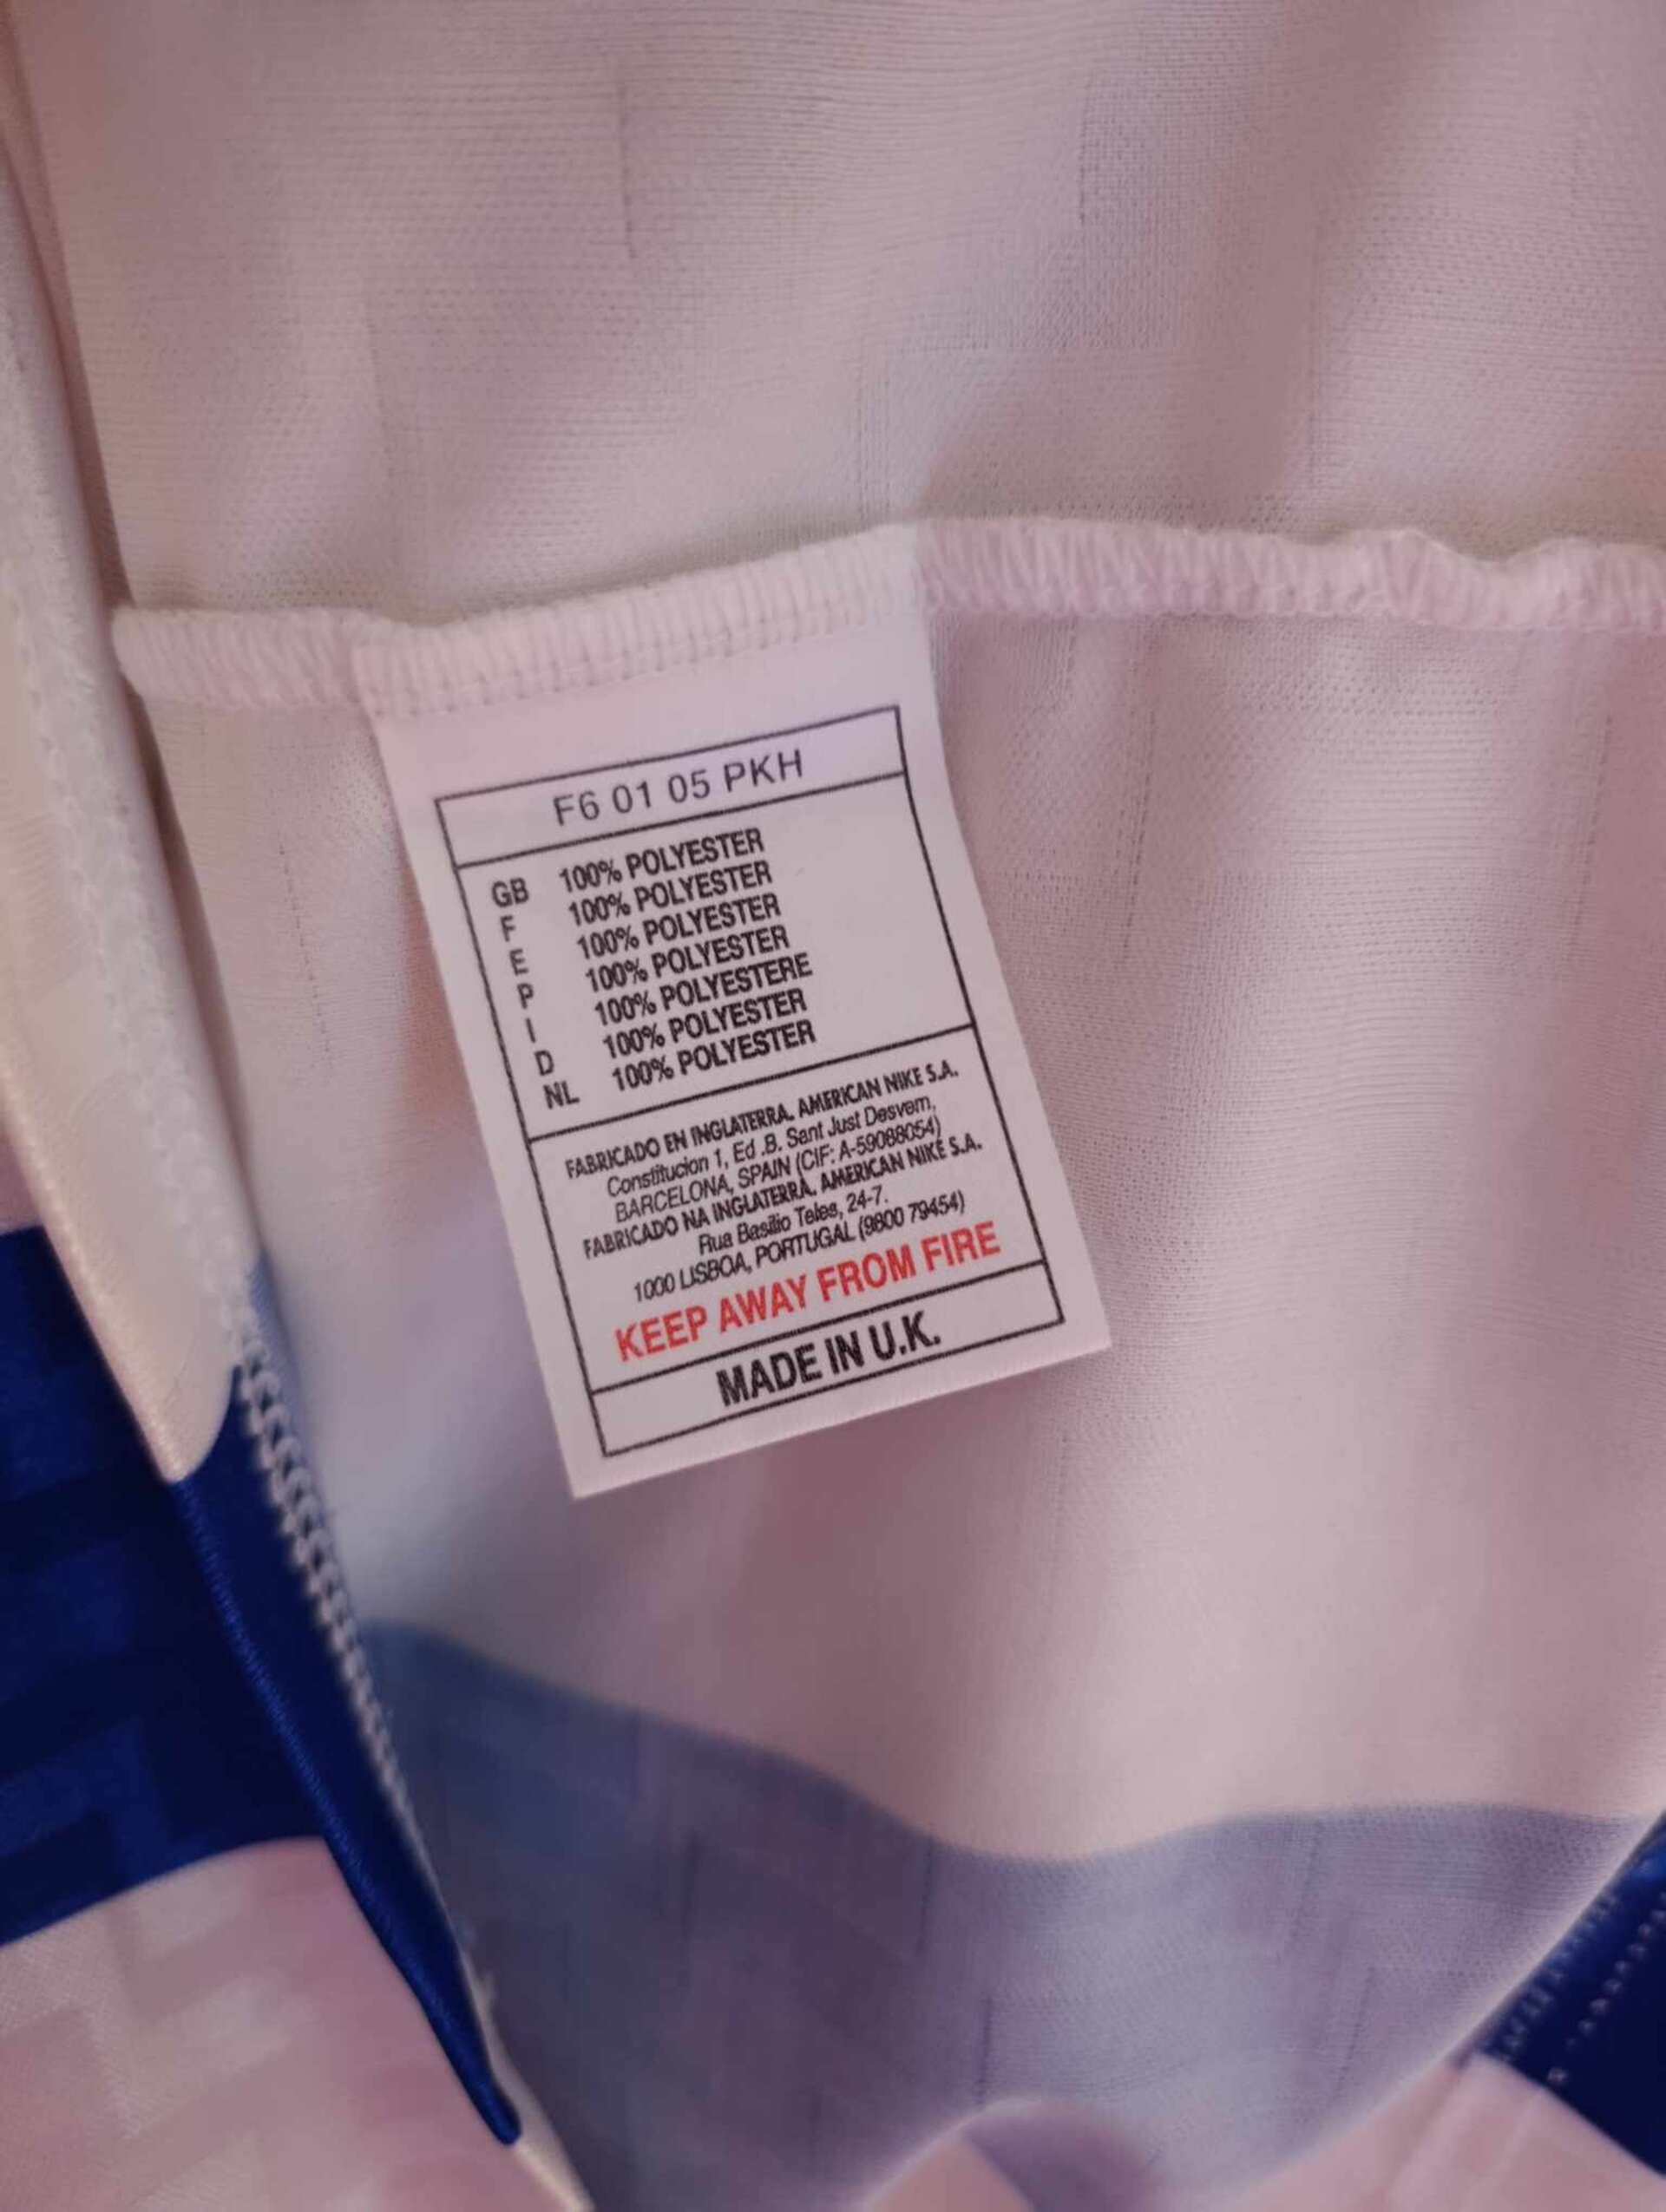 F6 01 05 PKH
GB 100% POLYESTER
F 100% POLYESTER
E 100% POLYESTER
P 100% POLYESTER
I 100% POLYESTERE
D 100% POLYESTER
NL 100% POLYESTER
FABRICADO EN INGLATERRA. AMERICAN NIKE S.A.
Constitucion 1, Ed .B. Sant Just Desvern,
BARCELONA, SPAIN (CIF: A-59088054)
FABRICADO NA INGLATERRA. AMERICAN NIKE S.A.
Rua Basilio Teles, 24-7.
1000 LISBOA, PORTUGAL (9800 79454)
KEEP AWAY FROM FIRE
MADE IN U.K.